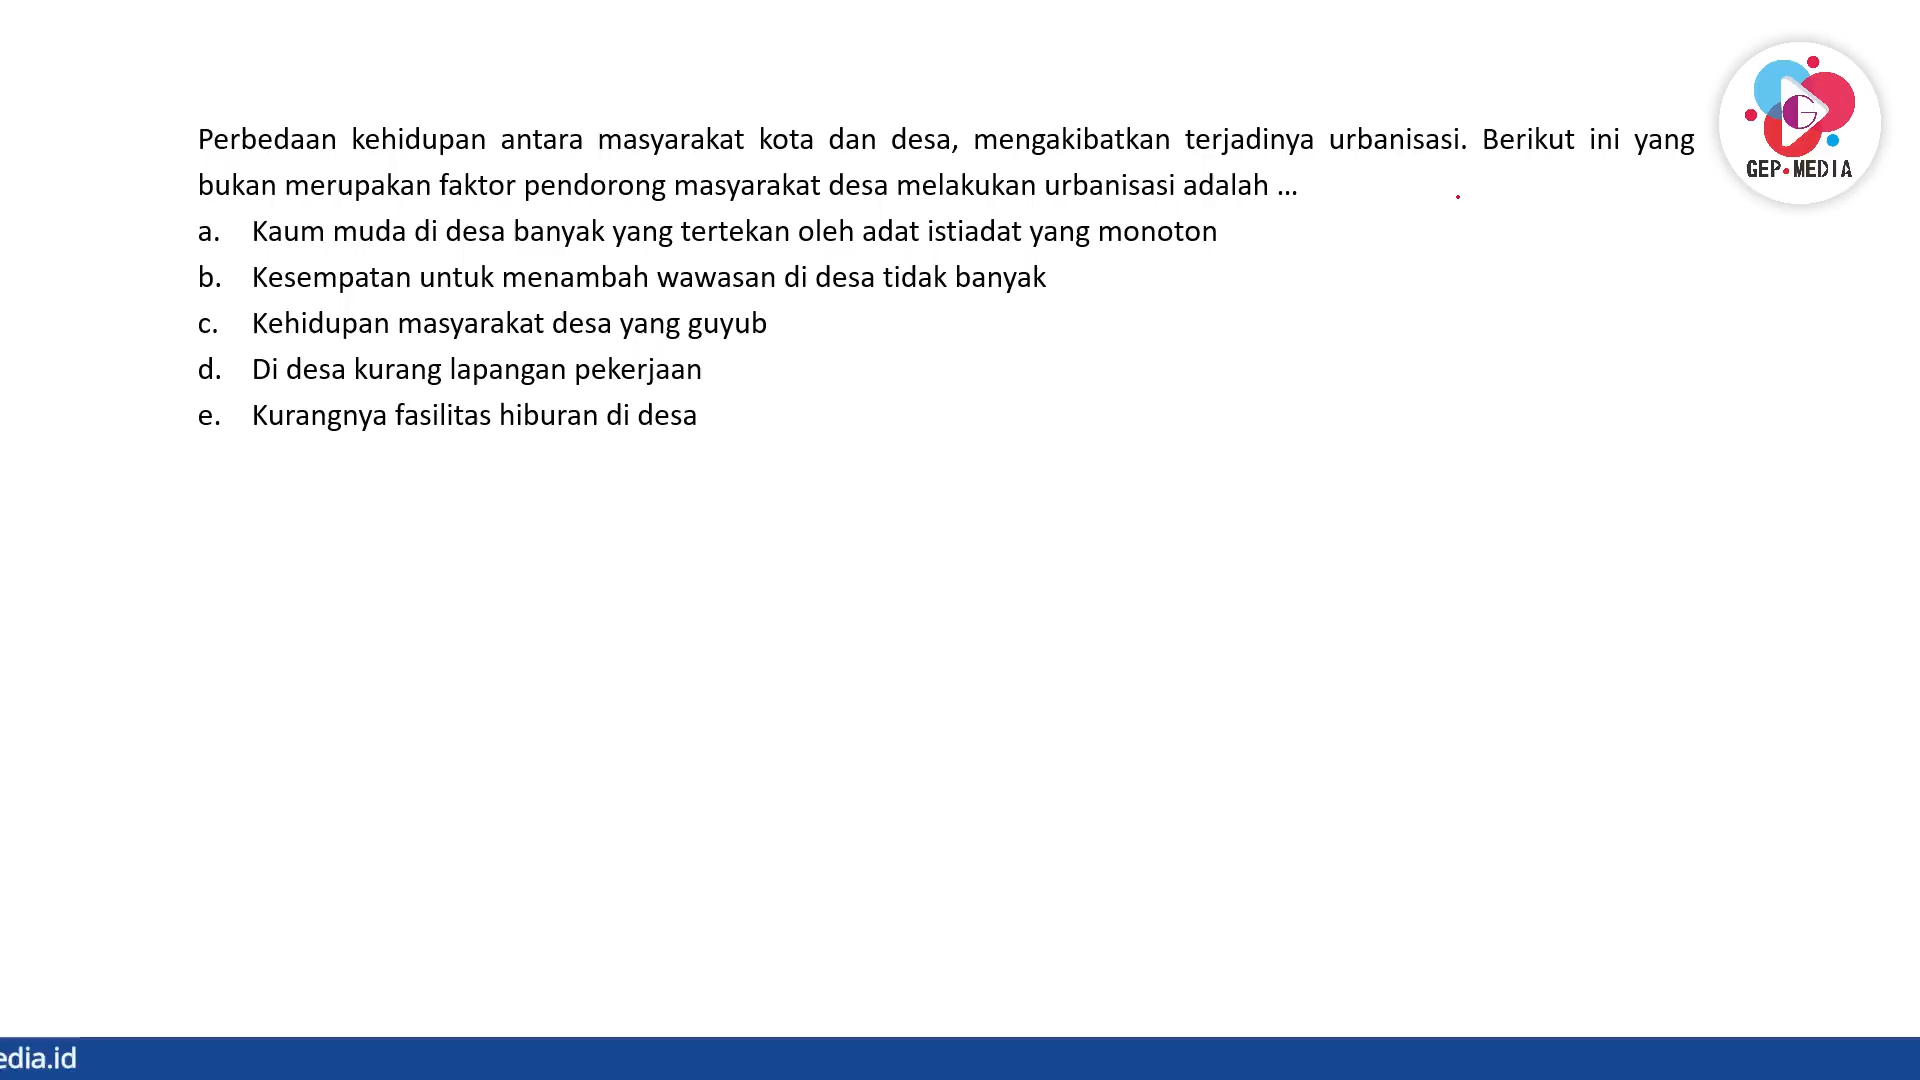 Perbedaan kehidupan antara masyarakat kota dan desa, mengakibatkan terjadinya urbanisasi. Berikut ini yang
bukan merupakan faktor pendorong masyarakat desa melakukan urbanisasi adalah ...
a. Kaum muda di desa banyak yang tertekan oleh adat istiadat yang monoton
b. Kesempatan untuk menambah wawasan di desa tidak banyak
c. Kehidupan masyarakat desa yang guyub
d. Di desa kurang lapangan pekerjaan
e. Kurangnya fasilitas hiburan di desa
G
GEP•MEDIA
edia.id